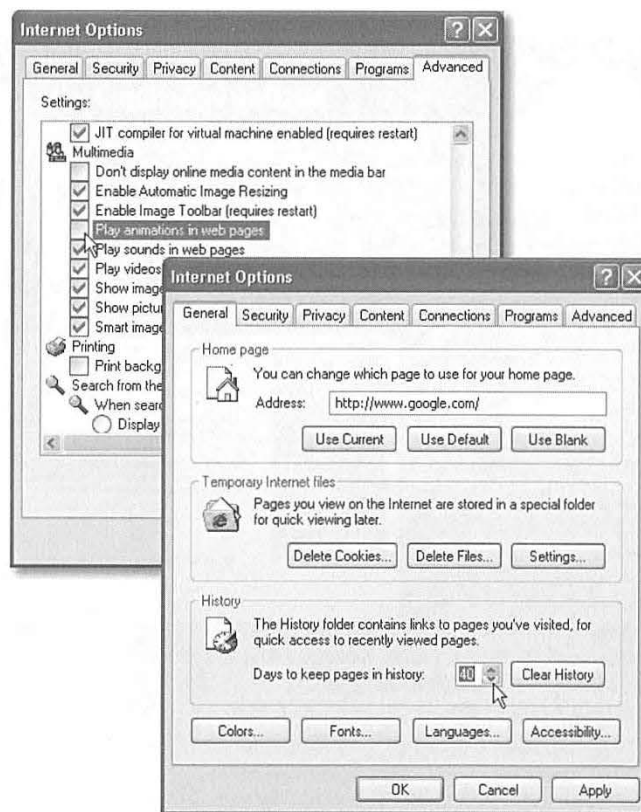 Internet Options
General Security Privacy Content Connections Programs Advanced
Settings:
JIT compiler for virtual machine enabled (requires restart)
Multimedia
Don't display online media content in the media bar
Enable Automatic Image Resizing
Enable Image Toolbar (requires restart)
Play animations in web pages
Play sounds in web pages
Play videos
Show
Show
Smart image
Printing
Print
Search from the
When
Display
Internet Options
General Security Privacy Content Connections Programs Advanced
Home page
You can change which page to use for your home page.
Address: http://www.google.com/
Use Current Use Default Use Blank
Temporary Internet files
Pages you view on the Internet are stored in a special folder
for quick viewing later.
Delete Cookies... Delete Files... Settings...
History
The History folder contains links to pages you've visited, for
quick access to recently viewed pages.
Days to keep pages in history: 40 Clear History
Colors... Fonts... Languages... Accessibility...
OK Cancel Apply